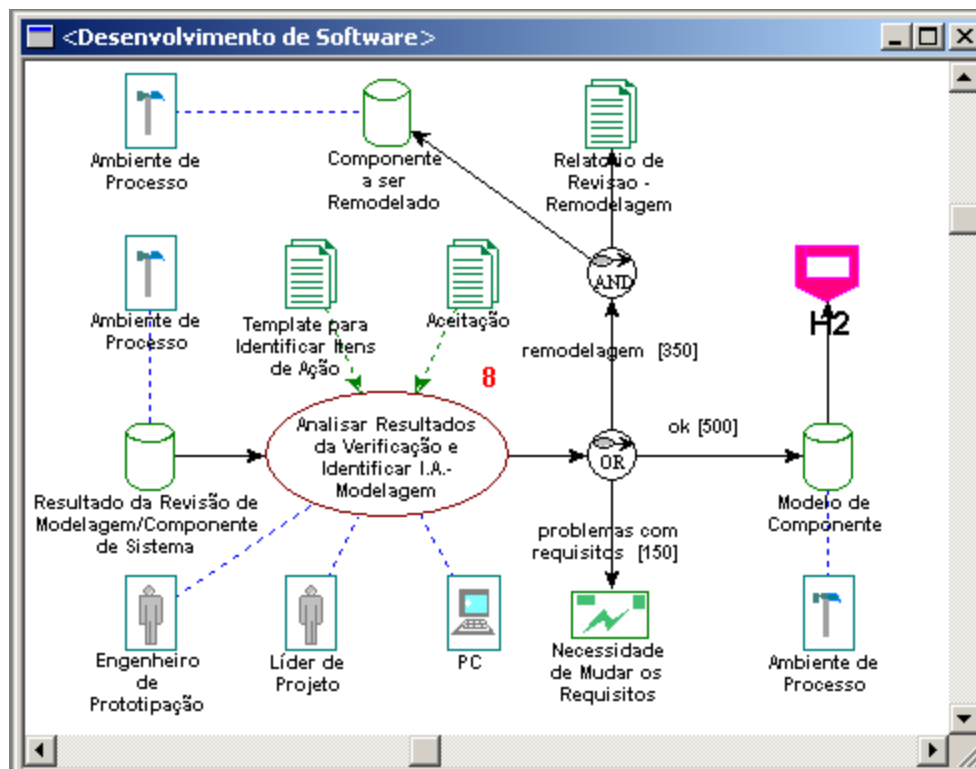 <Desenvolvimento de Software>
Ambiente de
Processo
Componente
a ser
Remodelado
Relatorio de
Revisao -
Remodelagem
AND
Ambiente de
Processo
Template para
Identificar Itens
de Ação
Aceitação
H2
remodelagem [350]
8
Analisar Resultados
da Verificação e
Identificar I.A.-
Modelagem
OR
ok [500]
Resultado da Revisão de
Modelagem/Componente
de Sistema
Modelo de
Componente
problemas com
requisitos [150]
Engenheiro
de
Prototipação
Líder de
Projeto
PC
Necessidade
de Mudar os
Requisitos
Ambiente de
Processo